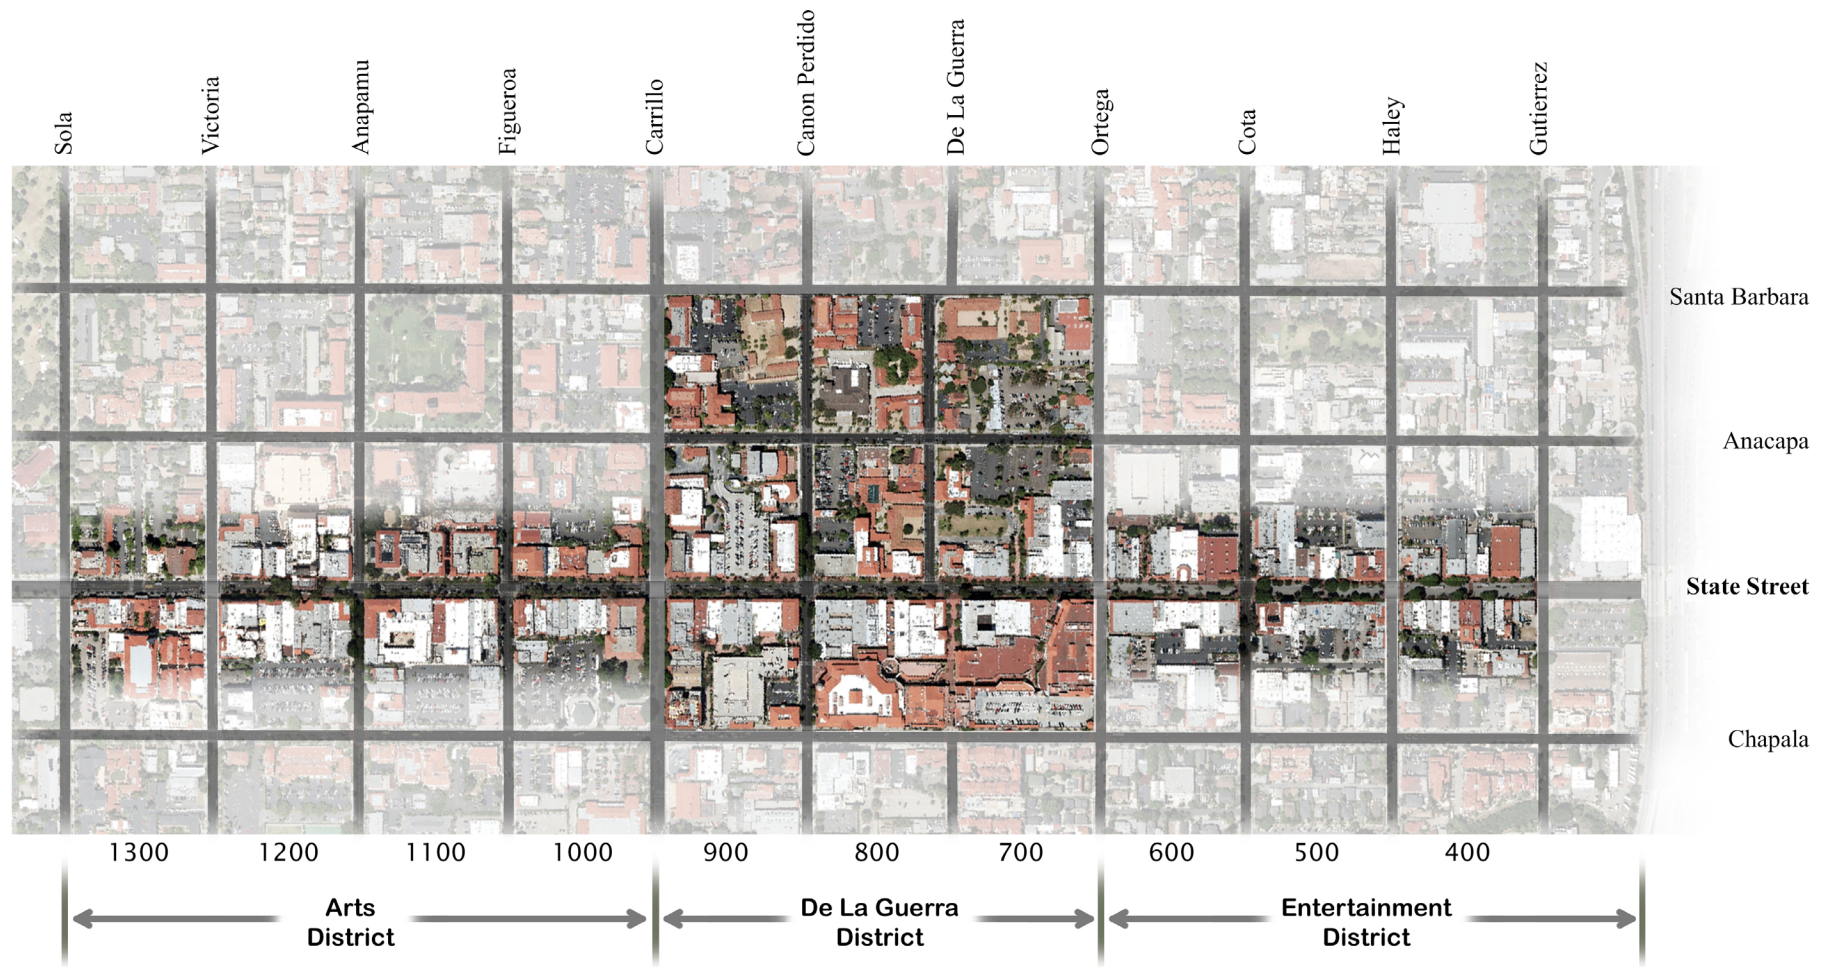 Sola
Victoria
Anapamu
Figueroa
Carrillo
Canon Perdido
De La Guerra
Ortega
Cota
Haley
Gutierrez
Santa Barbara
Anacapa
State Street
Chapala
1300 1200 1100 1000 900 800 700 600 500 400
Arts
District
De La Guerra
District
Entertainment
District